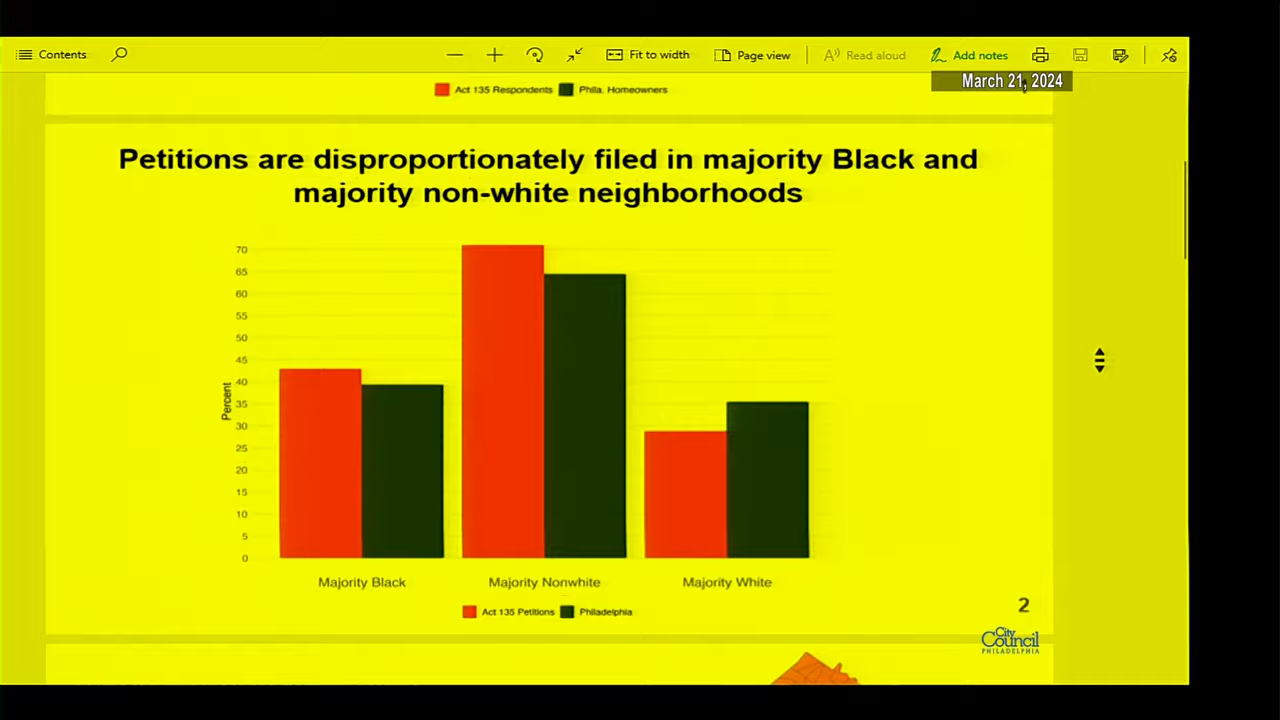 Contents
Fit to width
Page view
Read aloud
Add notes
March 21, 2024
Act 135 Respondents Phila. Homeowners
Petitions are disproportionately filed in majority Black and
majority non-white neighborhoods
70
65
60
55
50
45
40
35
30
25
20
15
10
5
0
Percent
Majority Black
Majority Nonwhite
Majority White
Act 135 Petitions Philadelphia
2
City
Council
PHILADELPHIA